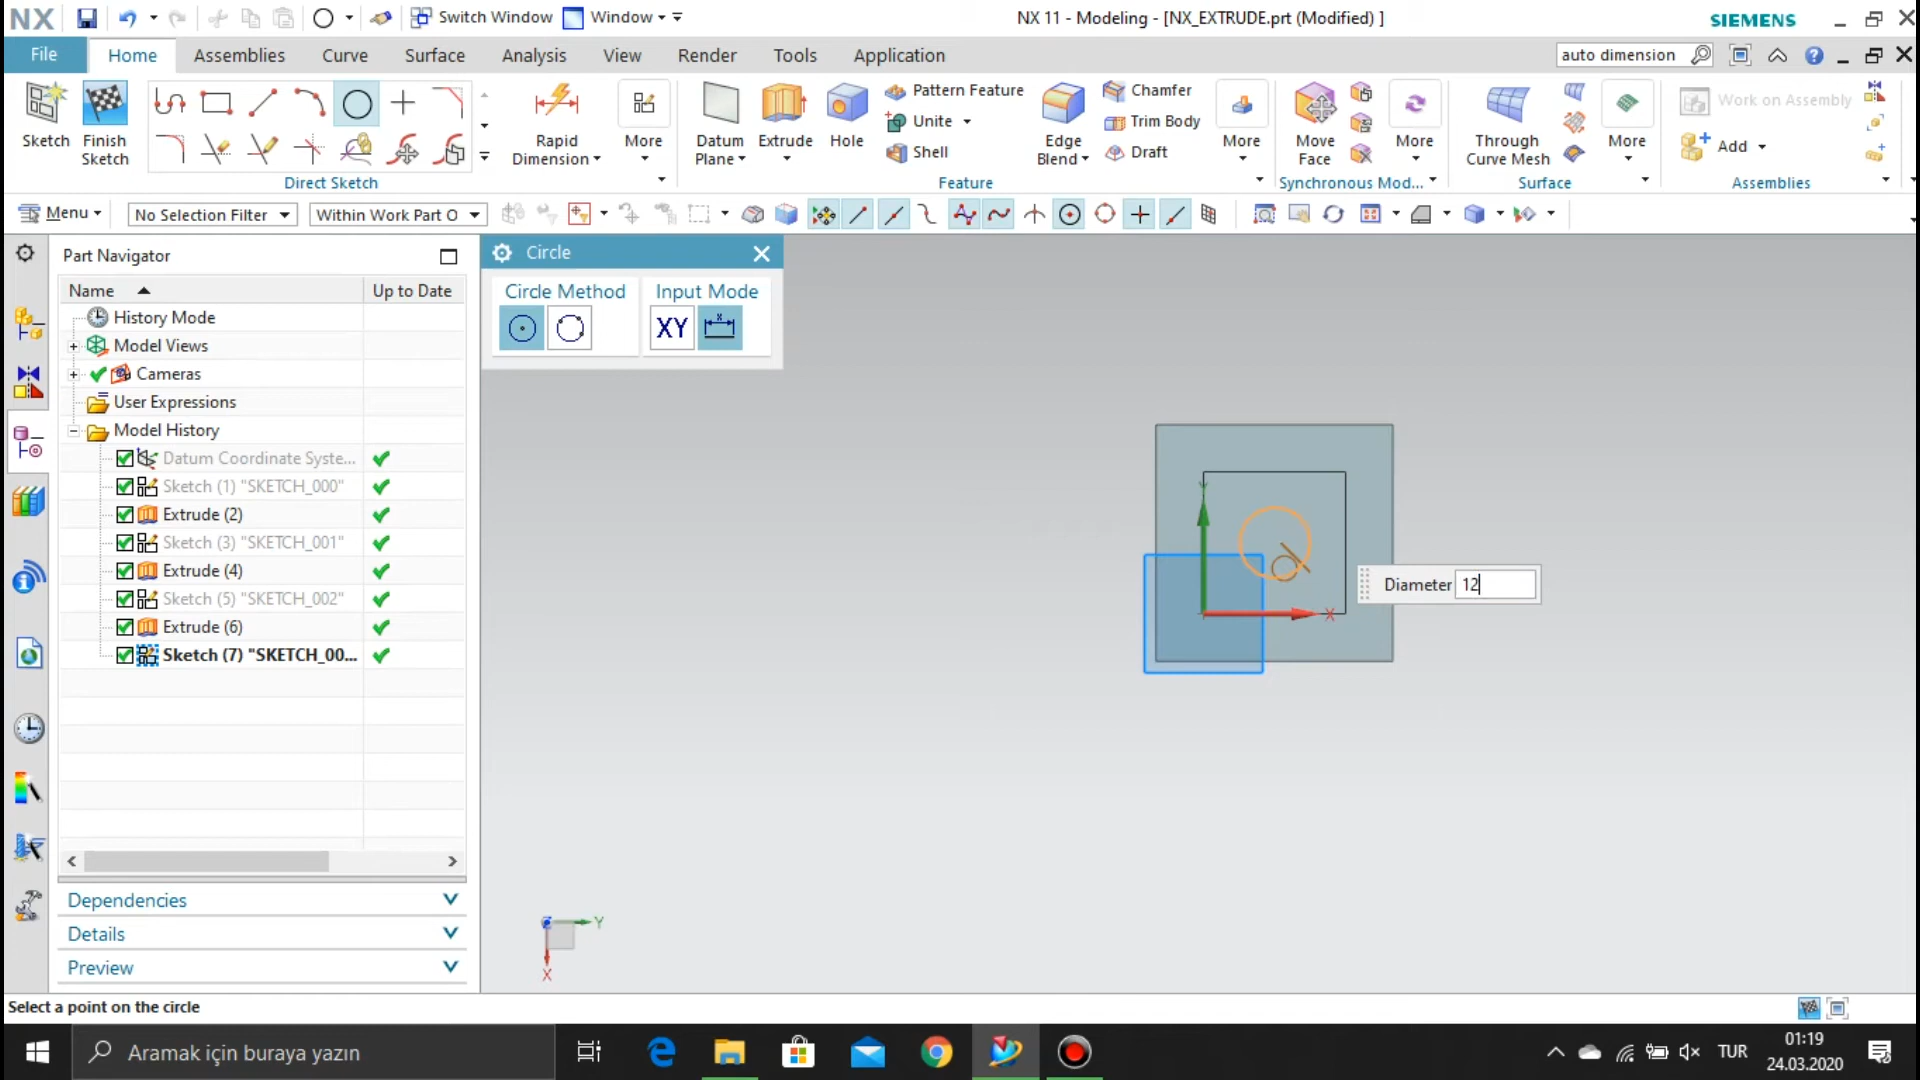 NX Switch Window Window NX 11 - Modeling - [NX_EXTRUDE.prt (Modified) ] SIEMENS
File Home Assemblies Curve Surface Analysis View Render Tools Application auto dimension
Sketch
Finish
Sketch
Direct Sketch
Rapid
Dimension
More
Datum
Plane
Extrude
Hole
Pattern Feature
Unite
Shell
Edge
Blend
Chamfer
Trim Body
Draft
More
Feature
Move
Face
More
Synchronous Mod...
Through
Curve Mesh
More
Surface
Work on Assembly
Add
Assemblies
Menu No Selection Filter Within Work Part O
Part Navigator
Name Up to Date
History Mode
Model Views
Cameras
User Expressions
Model History
Datum Coordinate Syste...
Sketch (1) "SKETCH_000"
Extrude (2)
Sketch (3) "SKETCH_001"
Extrude (4)
Sketch (5) "SKETCH_002"
Extrude (6)
Sketch (7) "SKETCH_00...
Dependencies
Details
Preview
Circle
Circle Method Input Mode
XY
Y
X
Diameter 12
Z Y
X
Select a point on the circle
Aramak için buraya yazın
TUR
01:19
24.03.2020